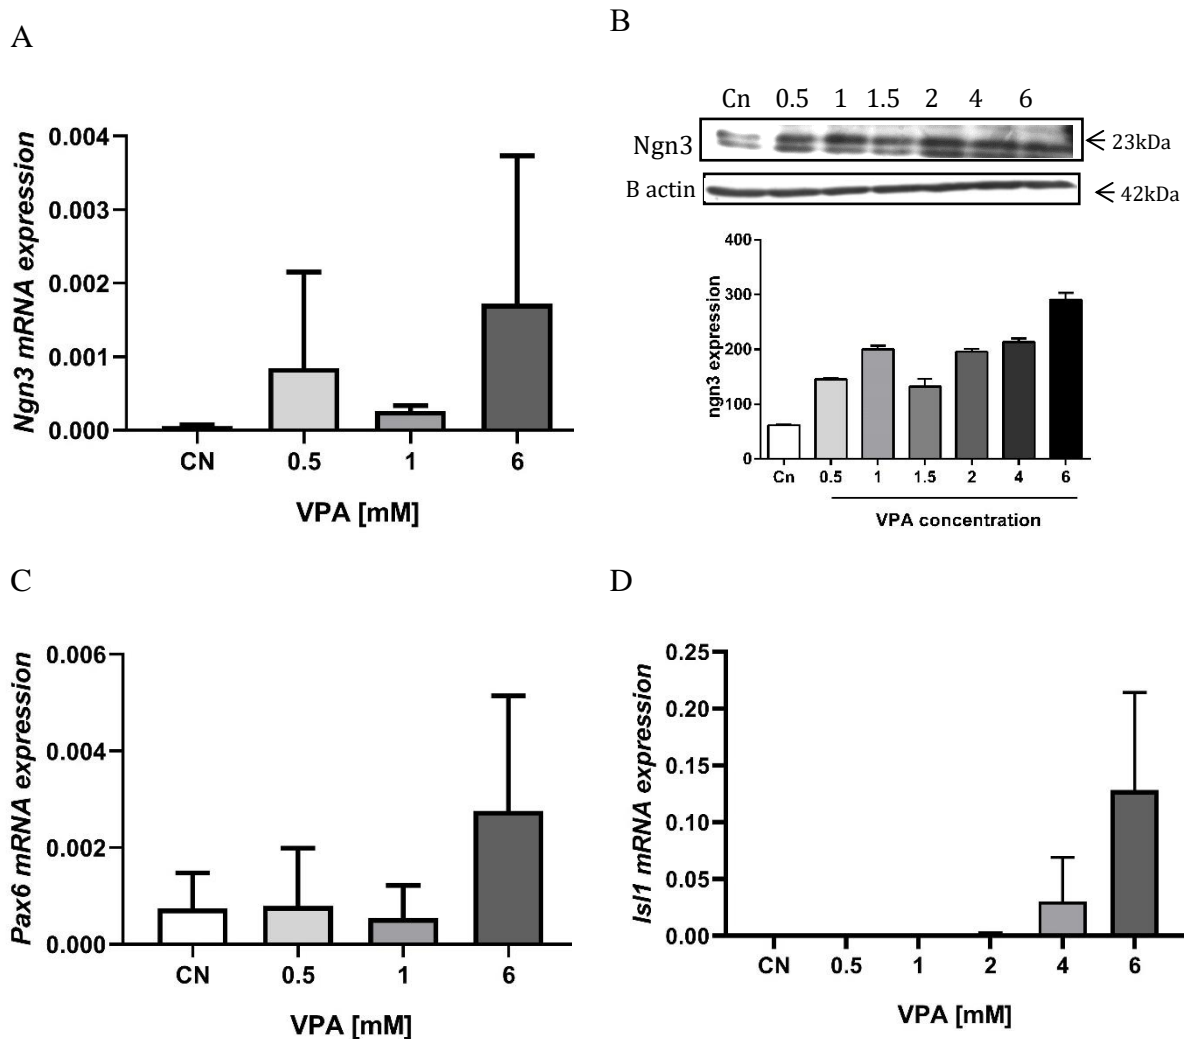 A
Ngn3 mRNA expression
0.004
0.003
0.002
0.001
0.000
CN 0.5 1 6
VPA [mM]
B
Cn 0.5 1 1.5 2 4 6
Ngn3 23kDa
B actin 42kDa
ngn3 expression
400
300
200
100
0
Cn 0.5 1 1.5 2 4 6
VPA concentration
C
Pax6 mRNA expression
0.006
0.004
0.002
0.000
CN 0.5 1 6
VPA [mM]
D
Isl1 mRNA expression
0.25
0.20
0.15
0.10
0.05
0.00
CN 0.5 1 2 4 6
VPA [mM]